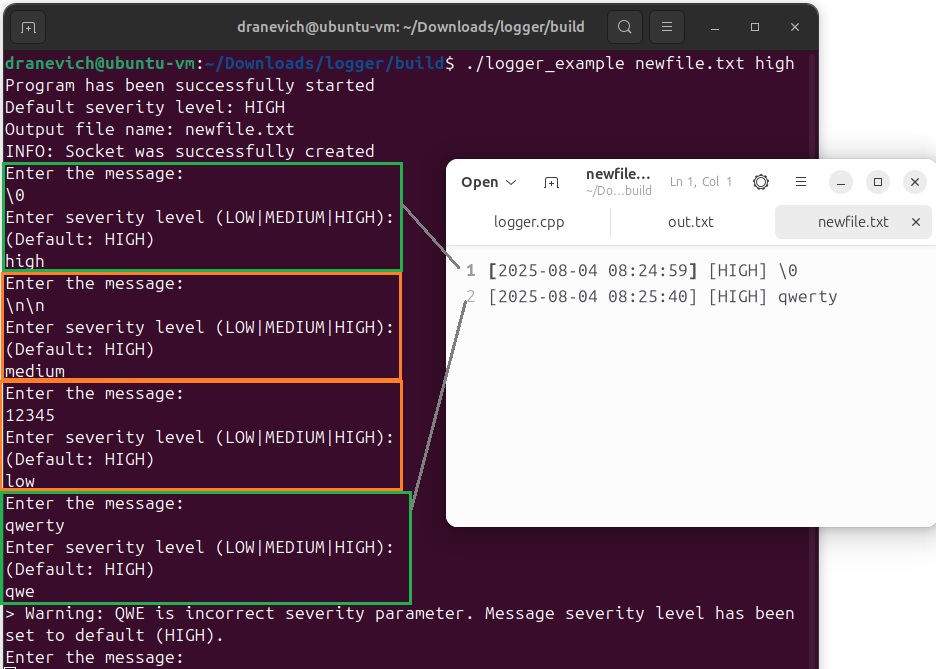 dranevich@ubuntu-vm: ~/Downloads/logger/build
dranevich@ubuntu-vm:~/Downloads/logger/build$ ./logger_example newfile.txt high
Program has been successfully started
Default severity level: HIGH
Output file name: newfile.txt
INFO: Socket was successfully created
Enter the message:
\0
Enter severity level (LOW|MEDIUM|HIGH):
(Default: HIGH)
high
Enter the message:
\n\n
Enter severity level (LOW|MEDIUM|HIGH):
(Default: HIGH)
medium
Enter the message:
12345
Enter severity level (LOW|MEDIUM|HIGH):
(Default: HIGH)
low
Enter the message:
qwerty
Enter severity level (LOW|MEDIUM|HIGH):
(Default: HIGH)
qwe
> Warning: QWE is incorrect severity parameter. Message severity level has been
set to default (HIGH).
Enter the message:
Open
newfile...
~/Do...build
Ln 1, Col 1
logger.cpp
out.txt
newfile.txt
1 [2025-08-04 08:24:59] [HIGH] \0
2 [2025-08-04 08:25:40] [HIGH] qwerty